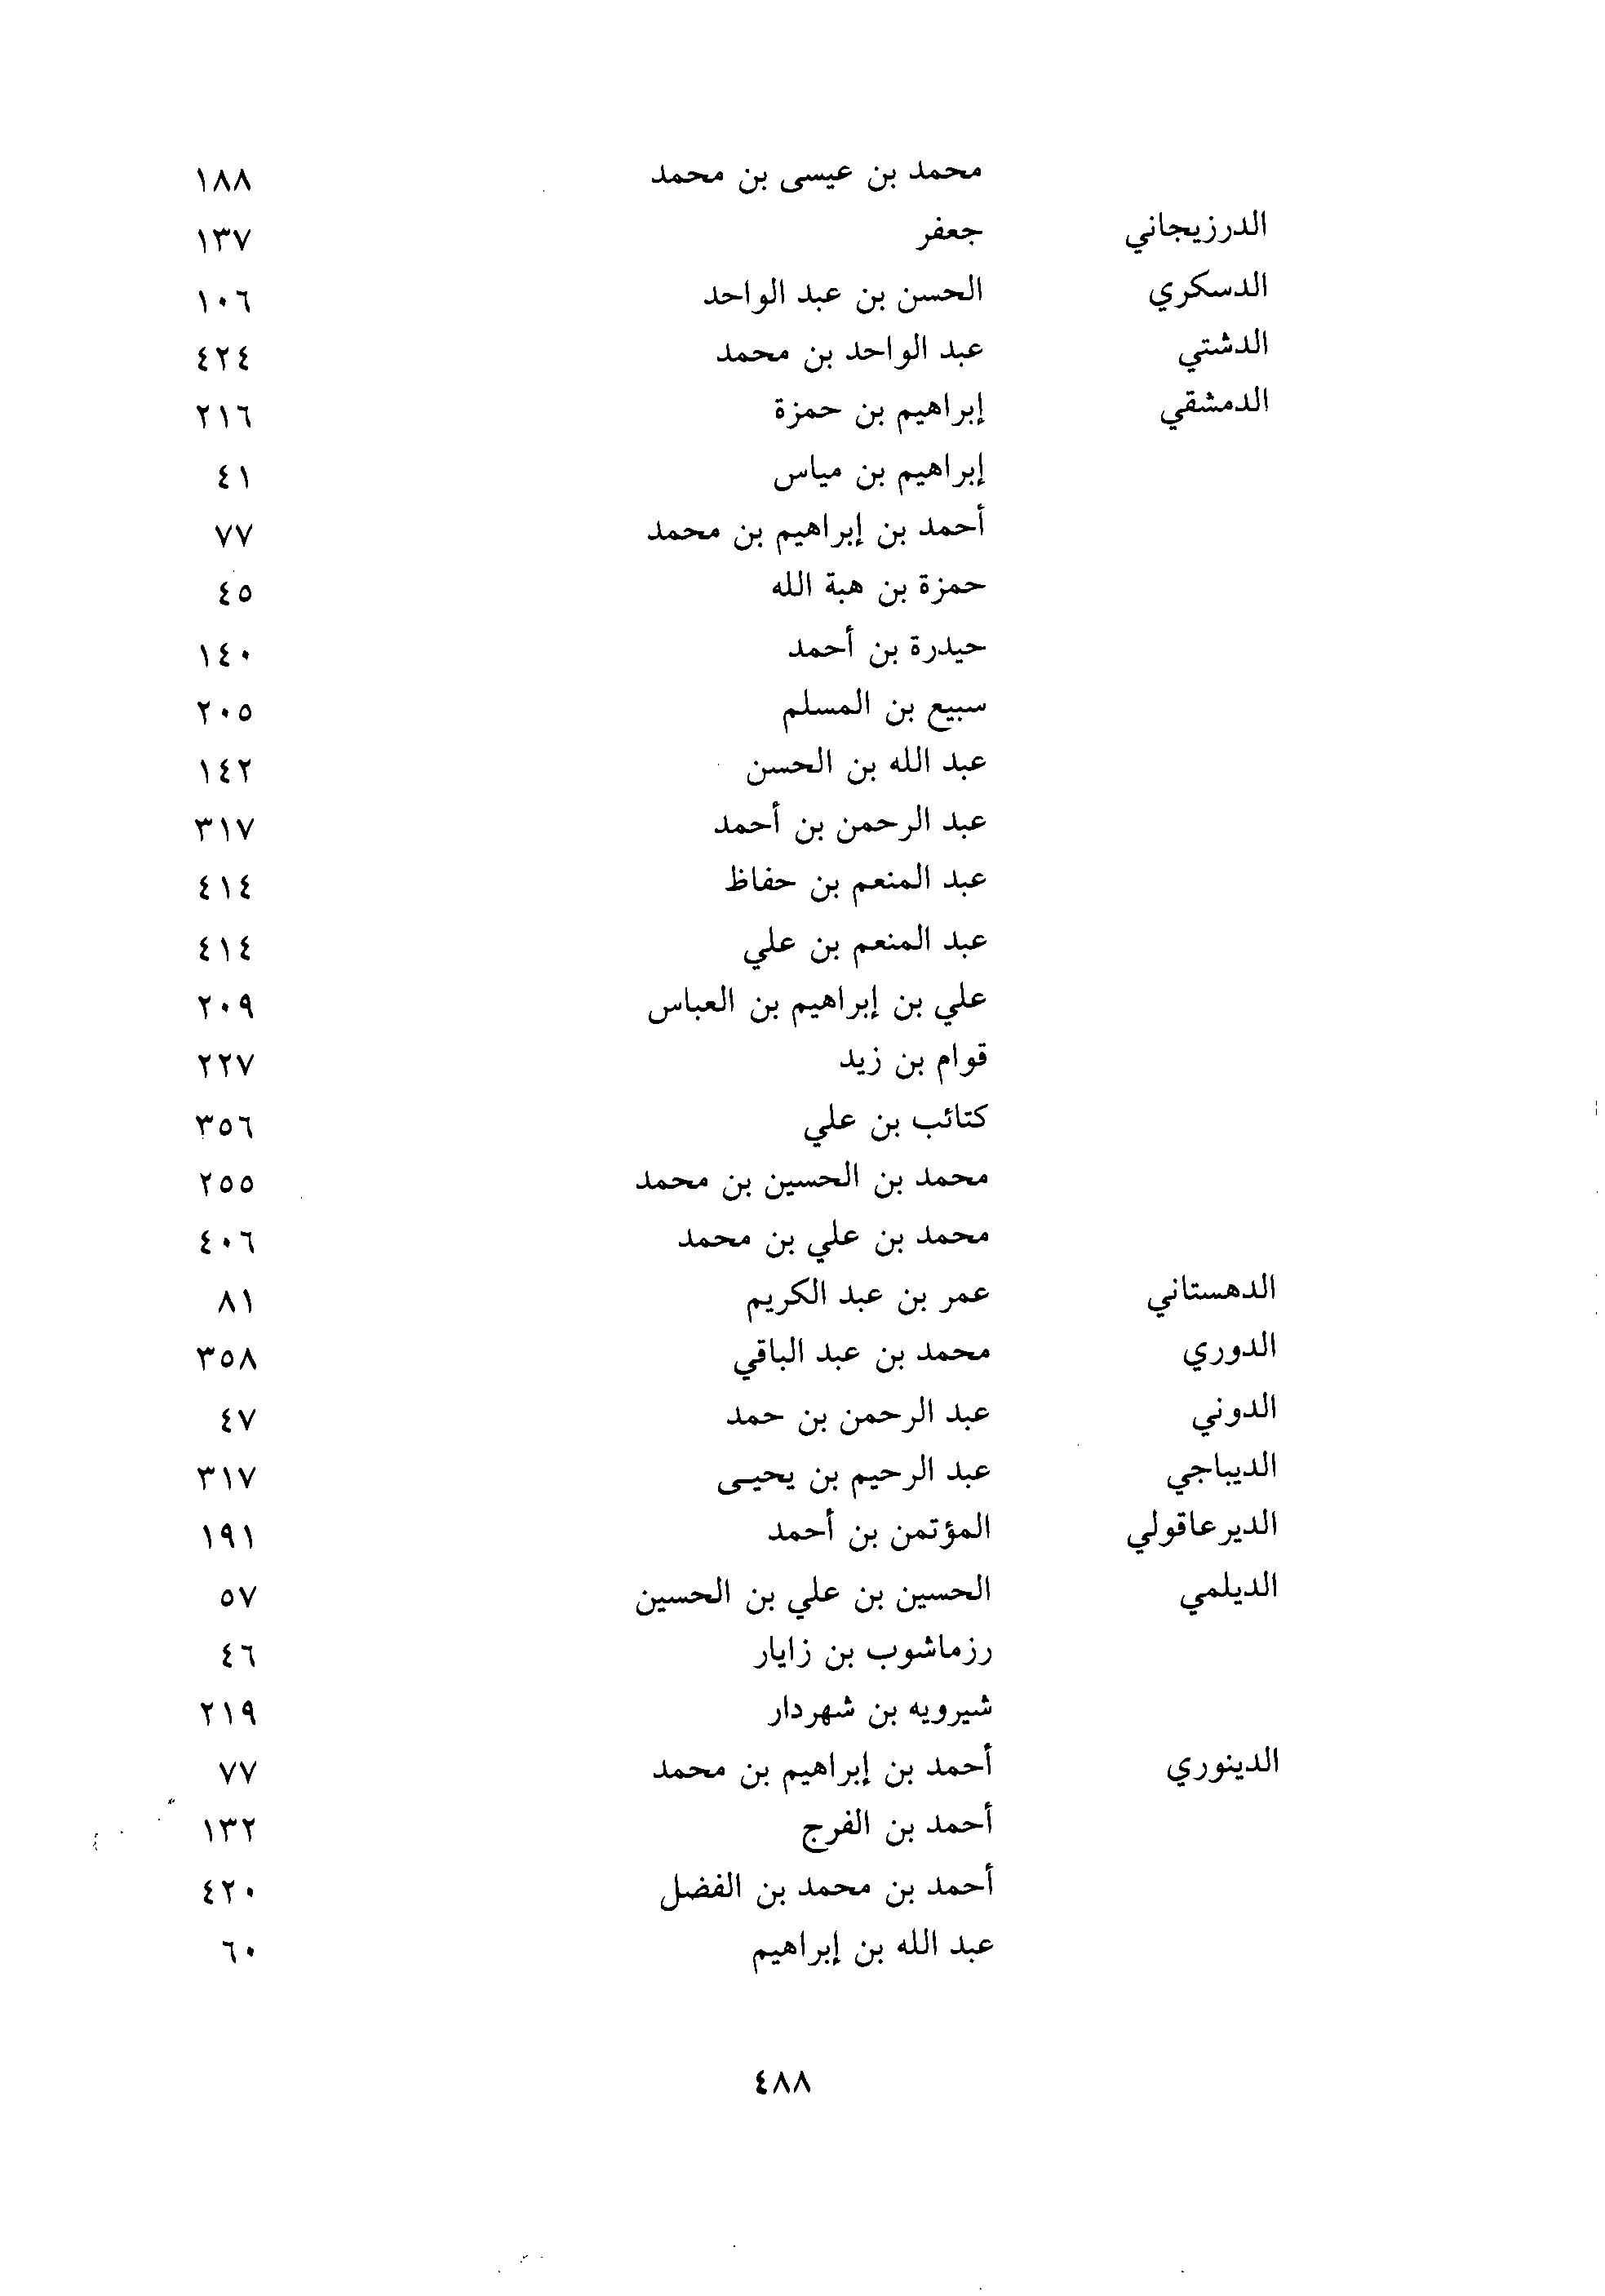 محمد بن عيسى بن محمد ١٨٨
الدرزيجاني جعفر ١٣٧
الدسكري الحسن بن عبد الواحد ١٠٦
الدشتي عبد الواحد بن محمد ٤٢٤
الدمشقي إبراهيم بن حمزة ٢١٦
إبراهيم بن مياس ٤١
أحمد بن إبراهيم بن محمد ٧٧
حمزة بن هبة الله ٤٥
حيدرة بن أحمد ١٤٠
سبيع بن المسلم ٢٠٥
عبد الله بن الحسن ١٤٢
عبد الرحمن بن أحمد ٣١٧
عبد المنعم بن حفاظ ٤١٤
عبد المنعم بن علي ٤١٤
علي بن إبراهيم بن العباس ٢٠٩
قوام بن زيد ٢٢٧
كتائب بن علي ٣٥٦
محمد بن الحسين بن محمد ٢٥٥
محمد بن علي بن محمد ٤٠٦
الدهستاني عمر بن عبد الكريم ٨١
الدوري محمد بن عبد الباقي ٣٥٨
الدوني عبد الرحمن بن حمد ٤٧
الديباجي عبد الرحيم بن يحيى ٣١٧
الديرعاقولي المؤتمن بن أحمد ١٩١
الديلمي الحسين بن علي بن الحسين ٥٧
رزماشوب بن زايار ٤٦
شيرويه بن شهردار ٢١٩
الدينوري أحمد بن إبراهيم بن محمد ٧٧
أحمد بن الفرج ١٣٢
أحمد بن محمد بن الفضل ٤٢٠
عبد الله بن إبراهيم ٦٠
٤٨٨